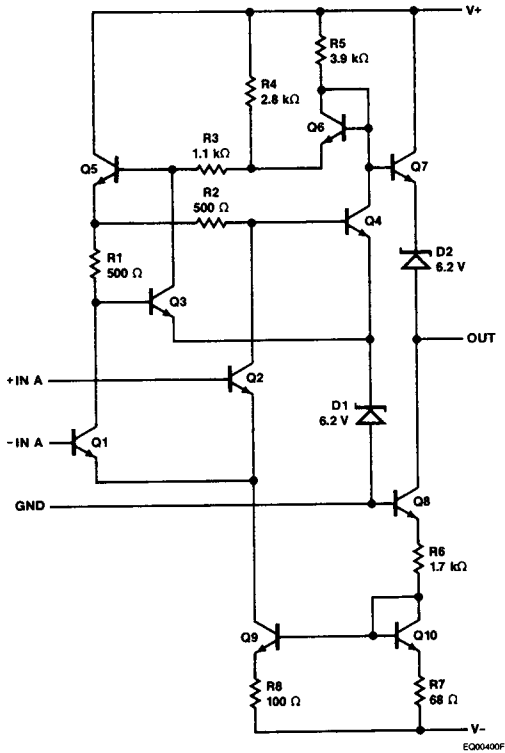 V+
R5
3.9 kΩ
R4
2.8 kΩ
Q6
R3
1.1 kΩ
Q5
Q7
R2
500 Ω
Q4
D2
6.2 V
R1
500 Ω
Q3
OUT
+IN A
Q2
D1
6.2 V
-IN A
Q1
GND
Q8
R6
1.7 kΩ
Q9
Q10
R8
100 Ω
R7
68 Ω
V-
EQ00400F